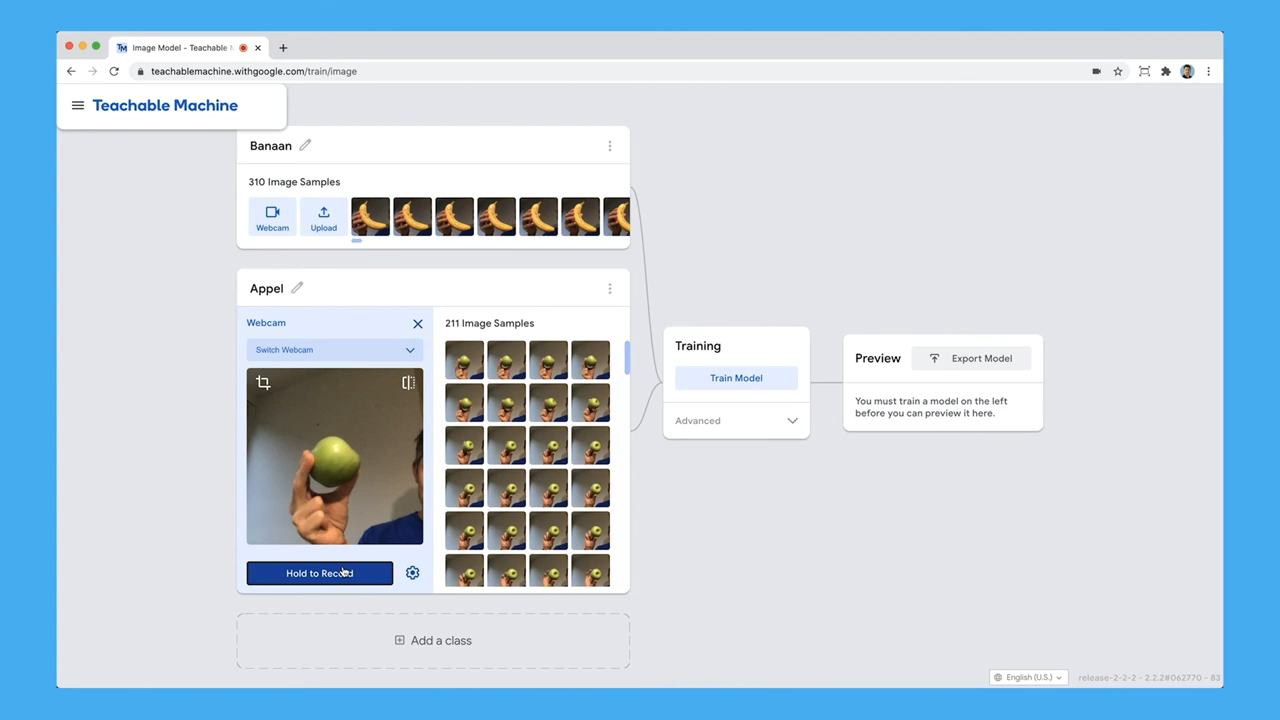 Image Model - Teachable M
teachablemachine.withgoogle.com/train/image
Teachable Machine
Banaan
310 Image Samples
Webcam
Upload
Appel
Webcam
211 Image Samples
Switch Webcam
Hold to Record
Training
Train Model
Advanced
Preview
Export Model
You must train a model on the left
before you can preview it here.
Add a class
English (U.S.)
release-2-2-2 - 2.2.2#062770 - 83